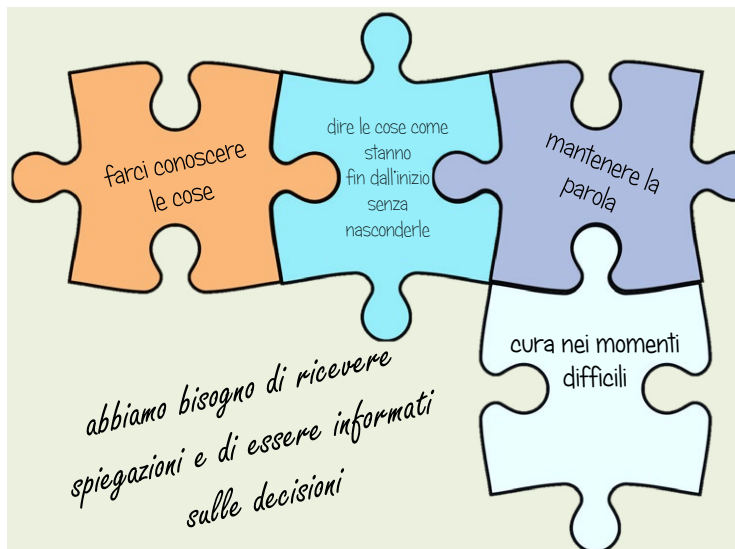 farci conoscere
le cose
dire le cose come
stanno
fin dall'inizio
senza
nasconderle
mantenere la
parola
cura nei momenti
difficili
abbiamo bisogno di ricevere
spiegazioni e di essere informati
sulle decisioni